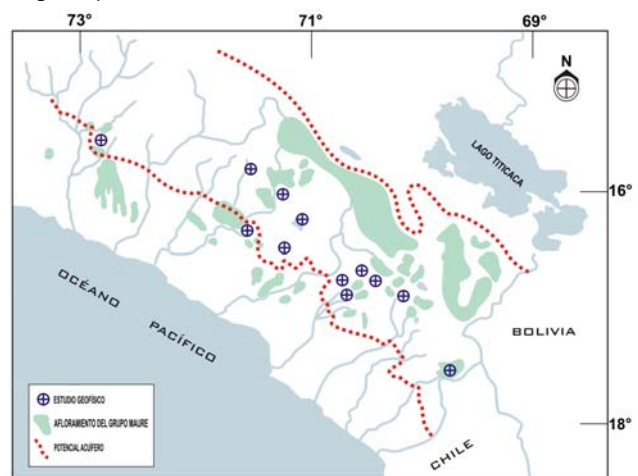 73°
71°
69°
N
LAGO TITICACA
16°
OCÉANO
PACÍFICO
BOLIVIA
ESTUDIO GEOFÍSICO
AFLORAMIENTO DEL GRUPO MAURE
POTENCIAL ACUÍFERO
18°
CHILE